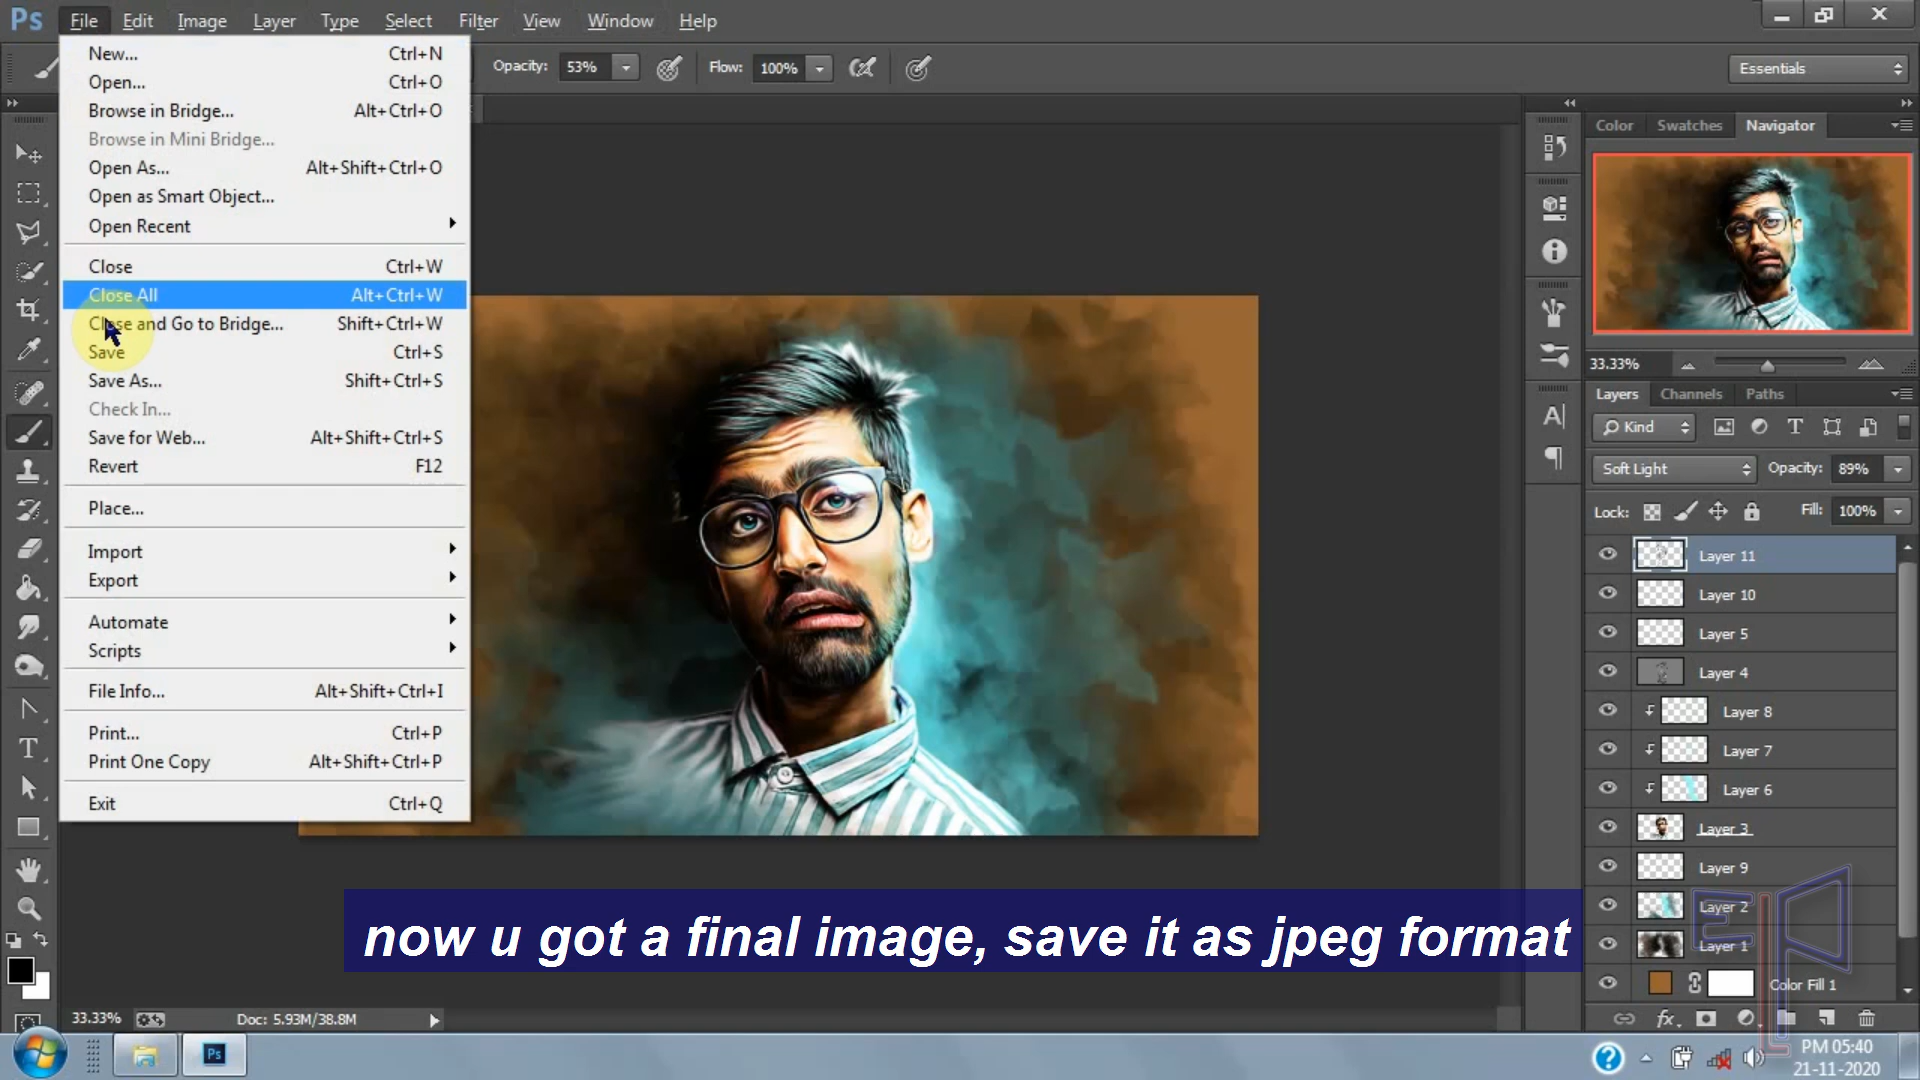 Ps File Edit Image Layer Type Select Filter View Window Help
Opacity: 53% Flow: 100% Essentials
New... Ctrl+N
Open... Ctrl+O
Browse in Bridge... Alt+Ctrl+O
Browse in Mini Bridge...
Open As... Alt+Shift+Ctrl+O
Open as Smart Object...
Open Recent
Close Ctrl+W
Close All Alt+Ctrl+W
Close and Go to Bridge... Shift+Ctrl+W
Save Ctrl+S
Save As... Shift+Ctrl+S
Check In...
Save for Web... Alt+Shift+Ctrl+S
Revert F12
Place...
Import
Export
Automate
Scripts
File Info... Alt+Shift+Ctrl+I
Print... Ctrl+P
Print One Copy Alt+Shift+Ctrl+P
Exit Ctrl+Q
Color Swatches Navigator
33.33%
Layers Channels Paths
Kind
Soft Light Opacity: 89%
Lock: Fill: 100%
Layer 11
Layer 10
Layer 5
Layer 4
Layer 8
Layer 7
Layer 6
Layer 3
Layer 9
Layer 2
Layer 1
Color Fill 1
now u got a final image, save it as jpeg format
33.33% Doc: 5.93M/38.8M
Ps
PM 05:40
21-11-2020